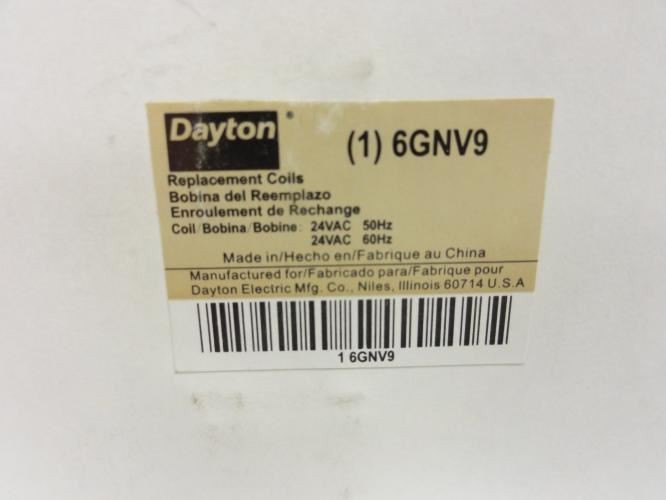 Dayton®
(1) 6GNV9
Replacement Coils
Bobina del Reemplazo
Enroulement de Rechange
Coil/Bobina/Bobine: 24VAC 50Hz
24VAC 60Hz
Made in/Hecho en/Fabrique au China
Manufactured for/Fabricado para/Fabrique pour
Dayton Electric Mfg. Co., Niles, Illinois 60714 U.S.A
1 6GNV9